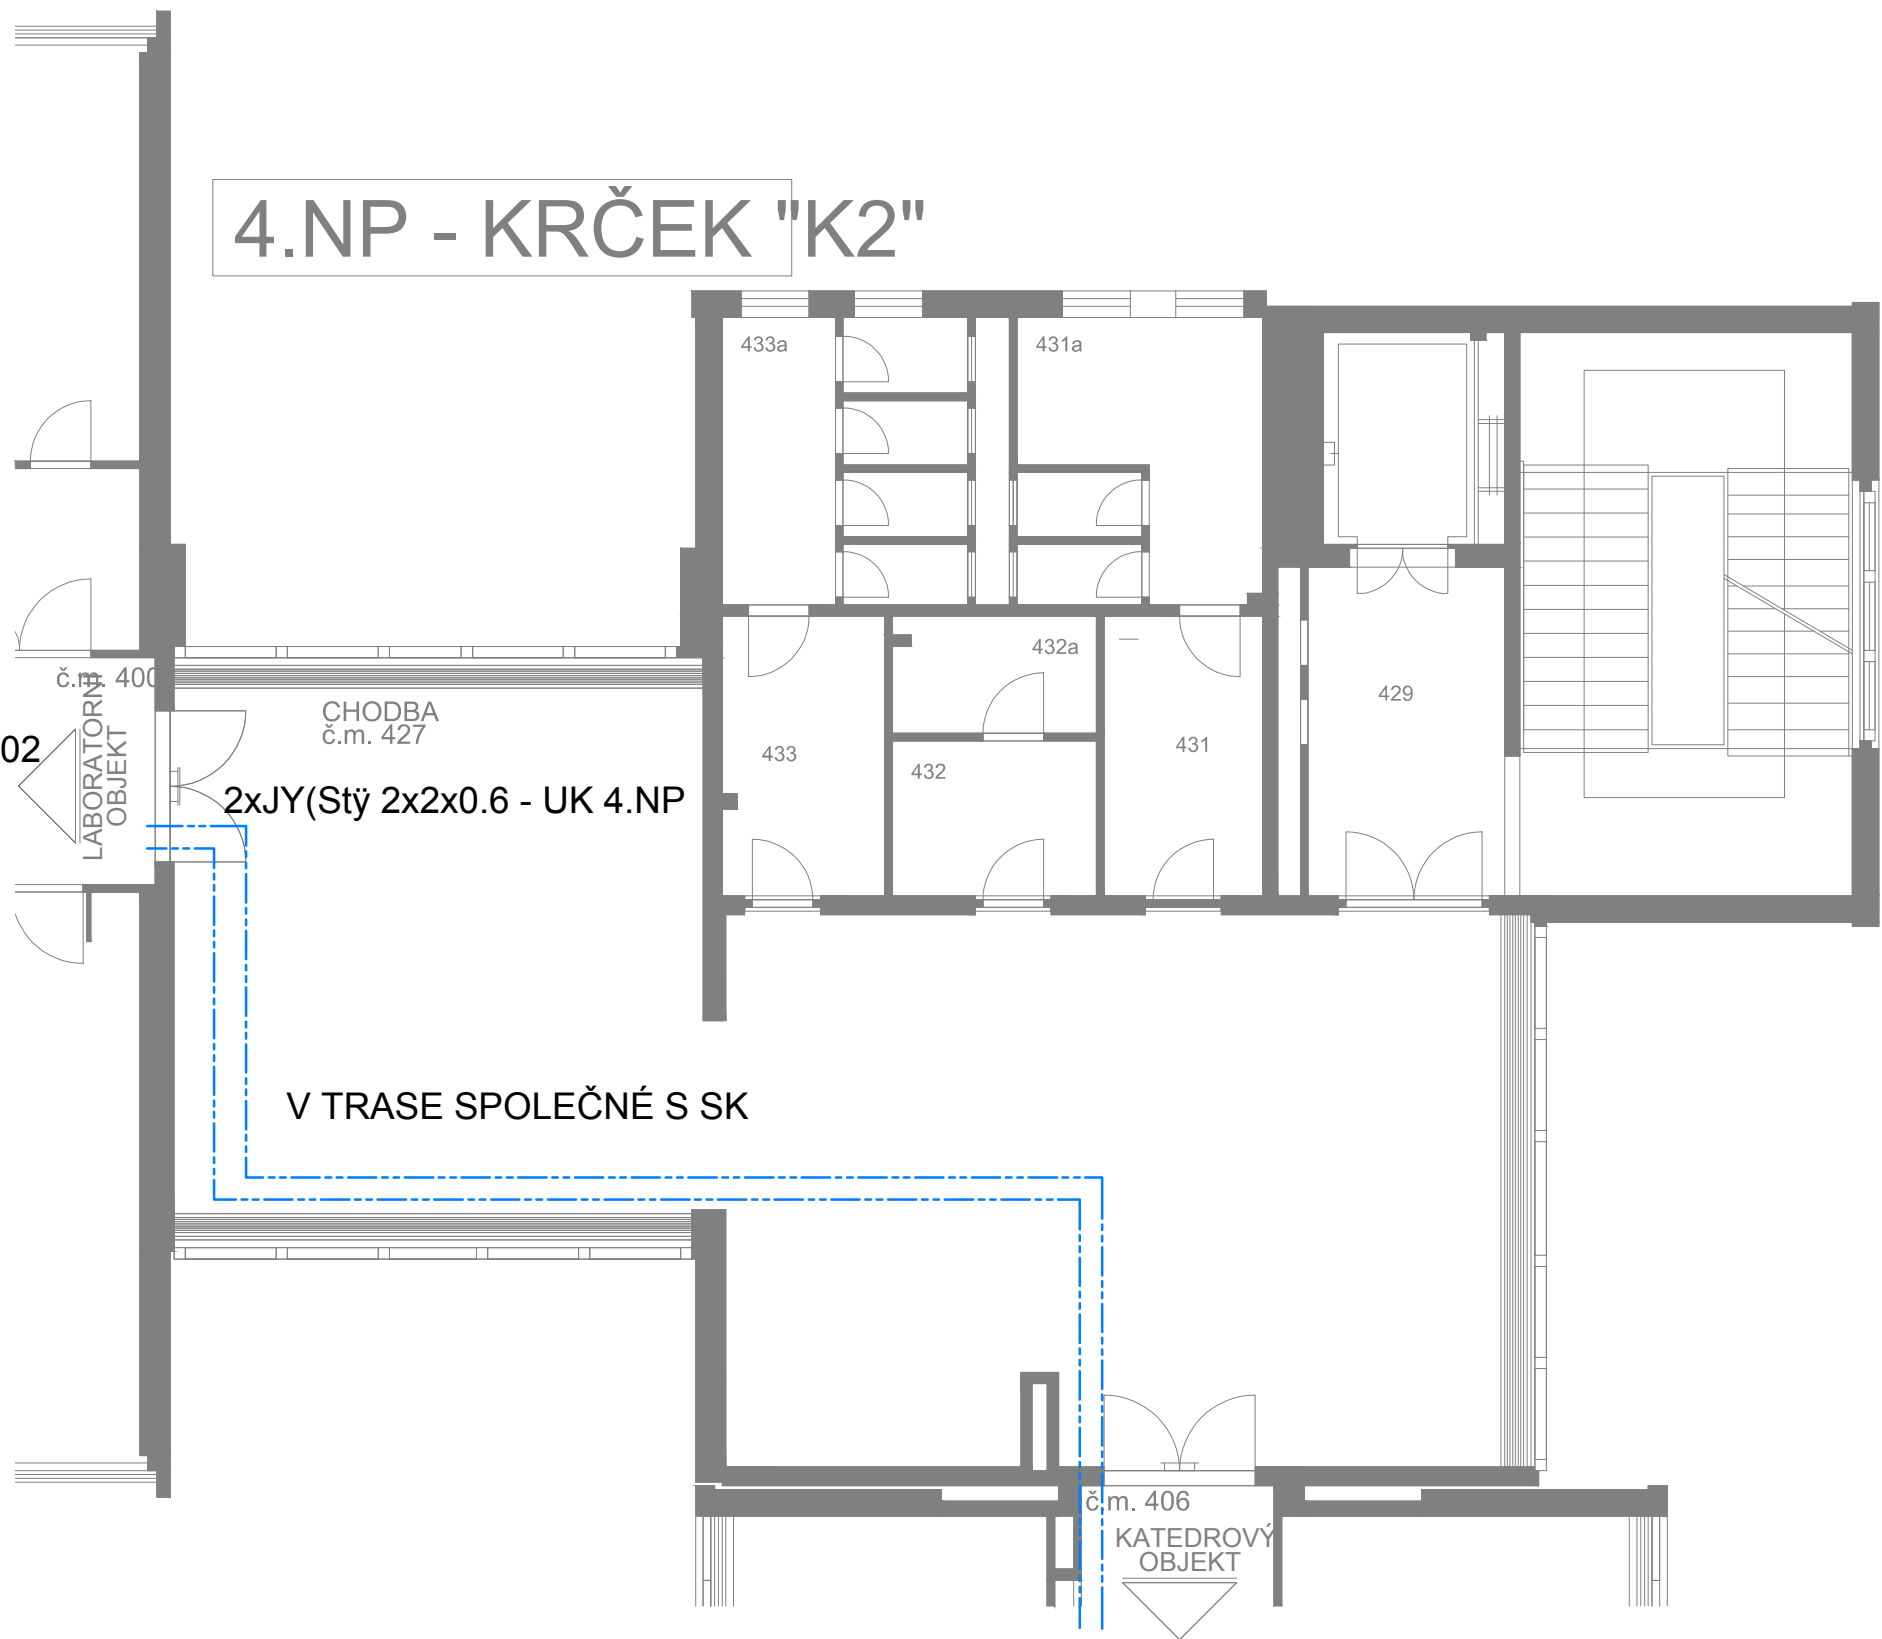 4.NP - KRČEK "K2"
433a
431a
432a
č.m. 400
LABORATORNI
OBJEKT
02
CHODBA
č.m. 427
429
433
432
431
2xJY(Stÿ 2x2x0.6 - UK 4.NP
V TRASE SPOLEČNÉ S SK
č.m. 406
KATEDROVÝ
OBJEKT